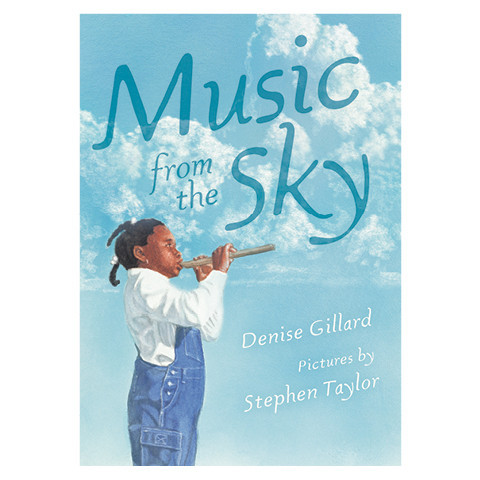 Music
from
the
Sky
Denise Gillard
Pictures by
Stephen Taylor